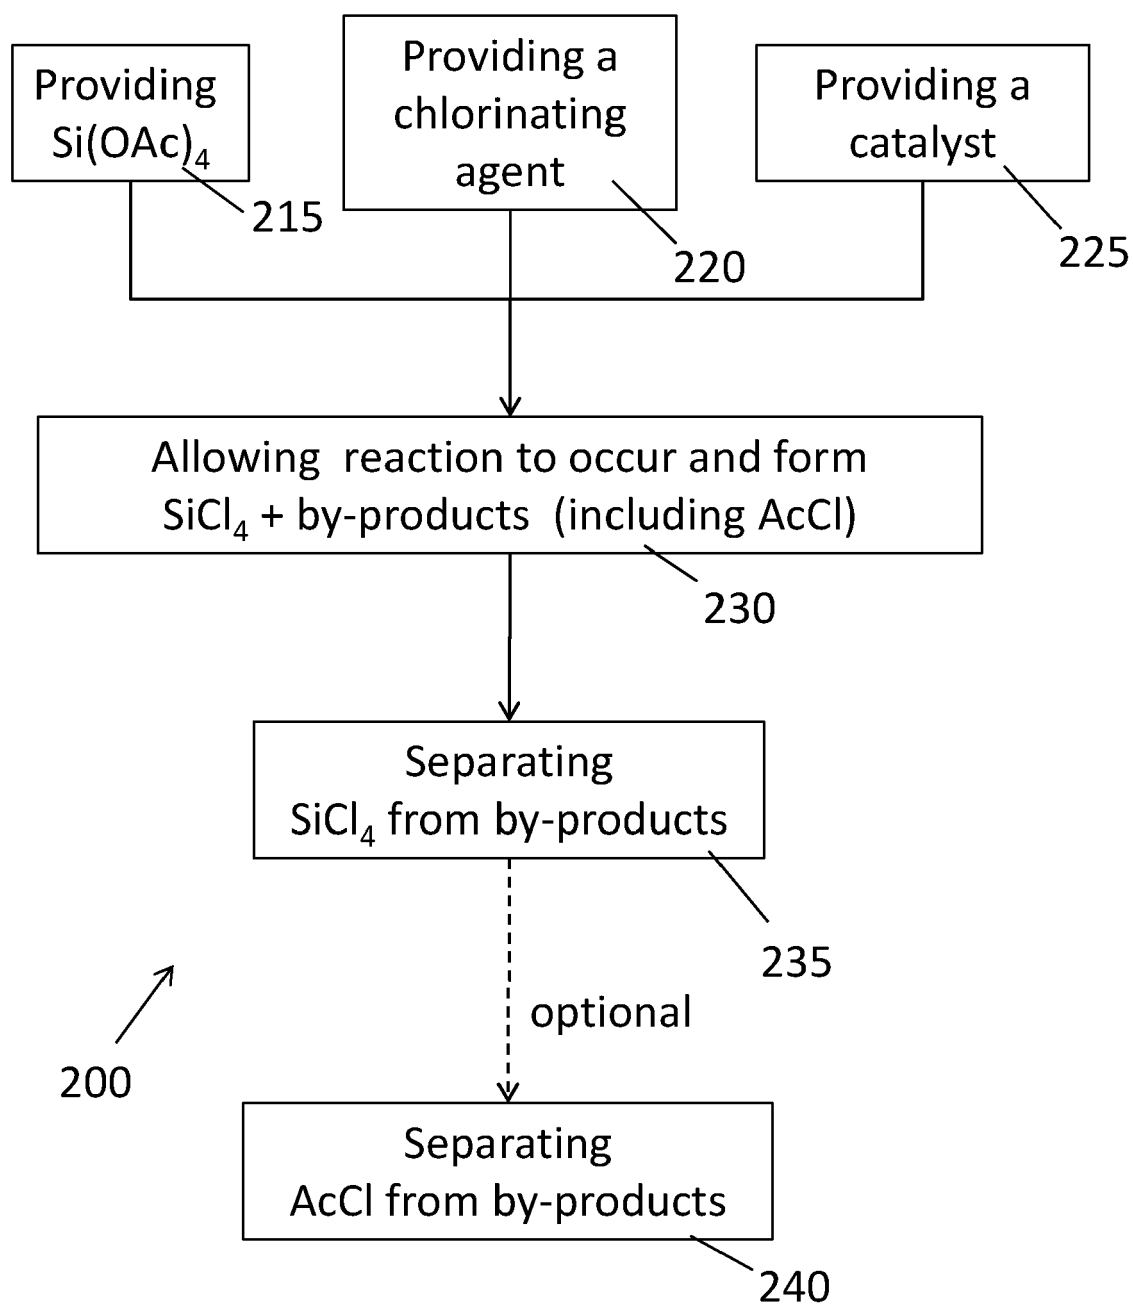 Providing
Si(OAc)₄
215
Providing a
chlorinating
agent
220
Providing a
catalyst
225
Allowing reaction to occur and form
SiCl₄ + by-products (including AcCl)
230
Separating
SiCl₄ from by-products
235
optional
200
Separating
AcCl from by-products
240